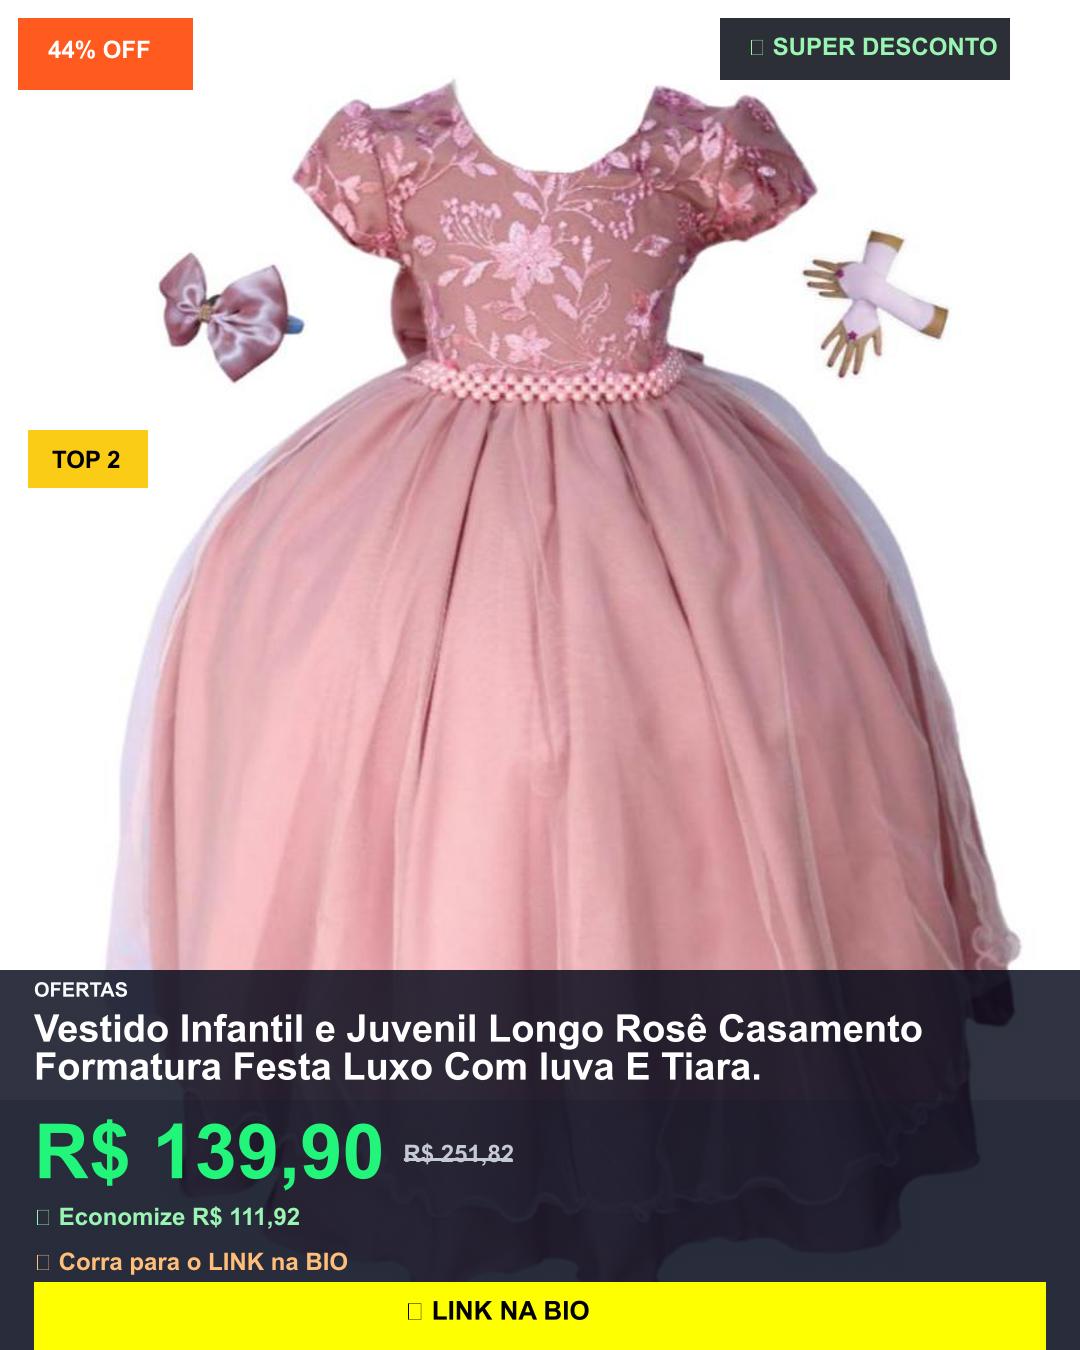 44% OFF
SUPER DESCONTO
TOP 2
OFERTAS
Vestido Infantil e Juvenil Longo Rosê Casamento
Formatura Festa Luxo Com luva E Tiara.
R$ 139,90 R$ 251,82
Economize R$ 111,92
Corra para o LINK na BIO
LINK NA BIO